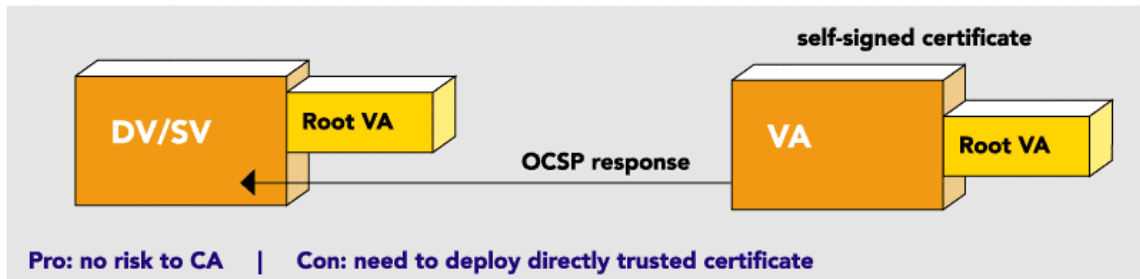 self-signed certificate
DV/SV
Root VA
VA
Root VA
OCSP response
Pro: no risk to CA | Con: need to deploy directly trusted certificate